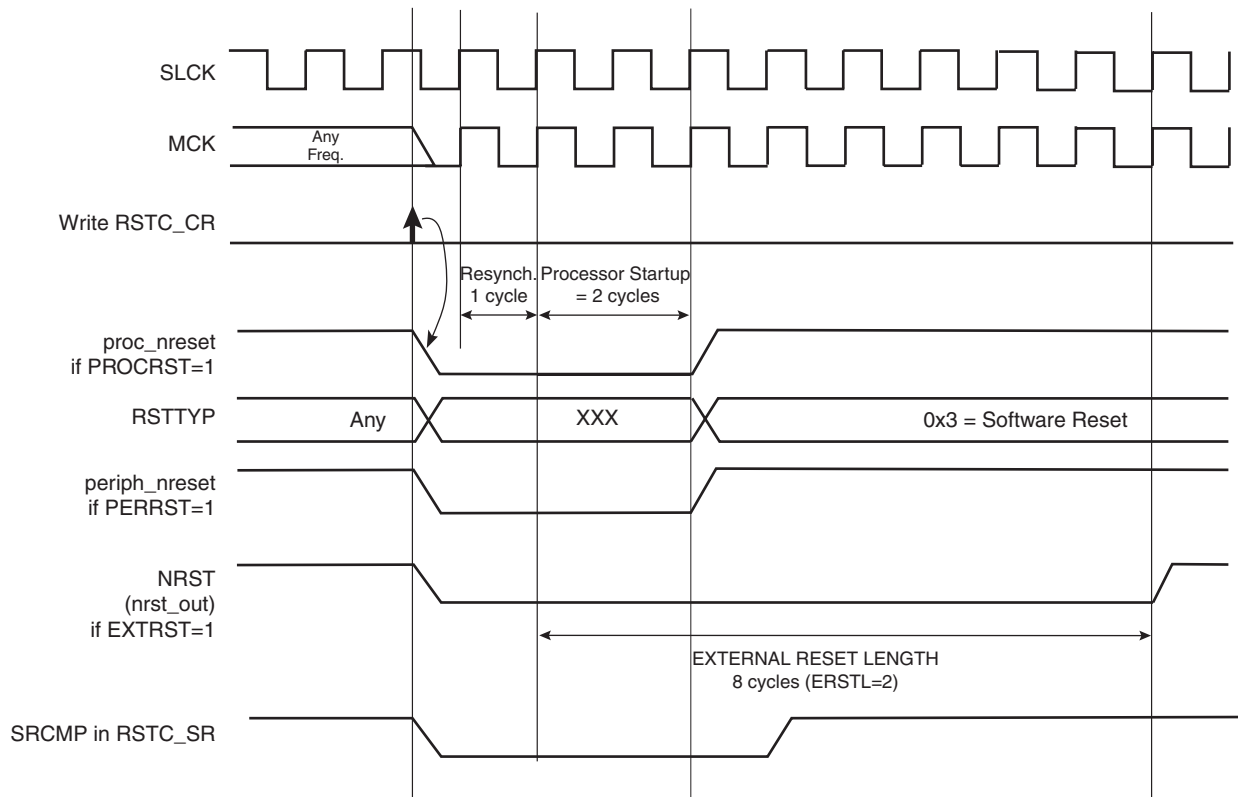 SLCK
MCK
Any
Freq.
Write RSTC_CR
Resynch.
1 cycle
Processor Startup
= 2 cycles
proc_nreset
if PROCRST=1
RSTTYP
Any
XXX
0x3 = Software Reset
periph_nreset
if PERRST=1
NRST
(nrst_out)
if EXTRST=1
EXTERNAL RESET LENGTH
8 cycles (ERSTL=2)
SRCMP in RSTC_SR